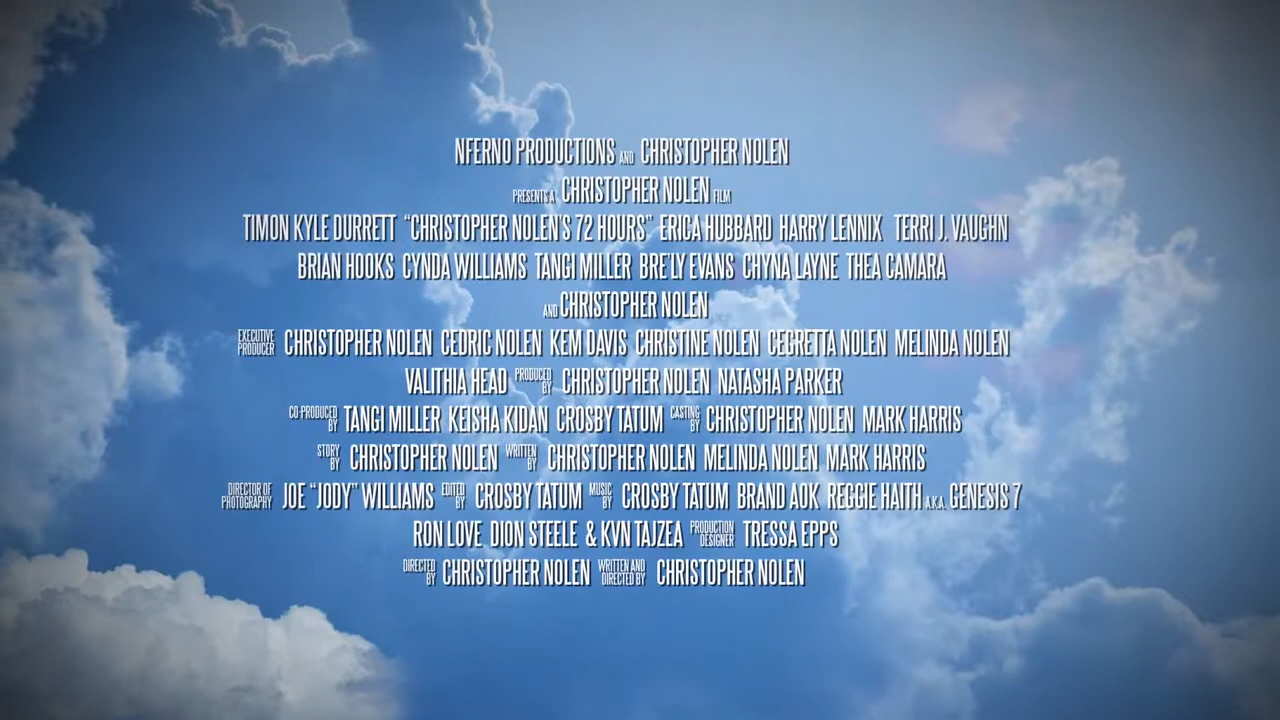 NFERNO PRODUCTIONS AND CHRISTOPHER NOLEN
PRESENTS A CHRISTOPHER NOLEN FILM
TIMON KYLE DURRETT "CHRISTOPHER NOLEN'S 72 HOURS" ERICA HUBBARD HARRY LENNIX TERRI J. VAUGHN
BRIAN HOOKS CYNDA WILLIAMS TANGI MILLER BRE'LY EVANS CHYNA LAYNE THEA CAMARA
AND CHRISTOPHER NOLEN
EXECUTIVE PRODUCER CHRISTOPHER NOLEN CEDRIC NOLEN KEM DAVIS CHRISTINE NOLEN CEGRETTA NOLEN MELINDA NOLEN
VALITHIA HEAD PRODUCED BY CHRISTOPHER NOLEN NATASHA PARKER
CO-PRODUCED BY TANGI MILLER KEISHA KIDAN CROSBY TATUM CASTING BY CHRISTOPHER NOLEN MARK HARRIS
STORY BY CHRISTOPHER NOLEN WRITTEN BY CHRISTOPHER NOLEN MELINDA NOLEN MARK HARRIS
DIRECTOR OF PHOTOGRAPHY JOE "JODY" WILLIAMS EDITED BY CROSBY TATUM MUSIC BY CROSBY TATUM BRAND AOK REGGIE HAITH A.K.A. GENESIS 7
RON LOVE DION STEELE & KVN TAJZEA PRODUCTION DESIGNER TRESSA EPPS
DIRECTED BY CHRISTOPHER NOLEN WRITTEN AND DIRECTED BY CHRISTOPHER NOLEN